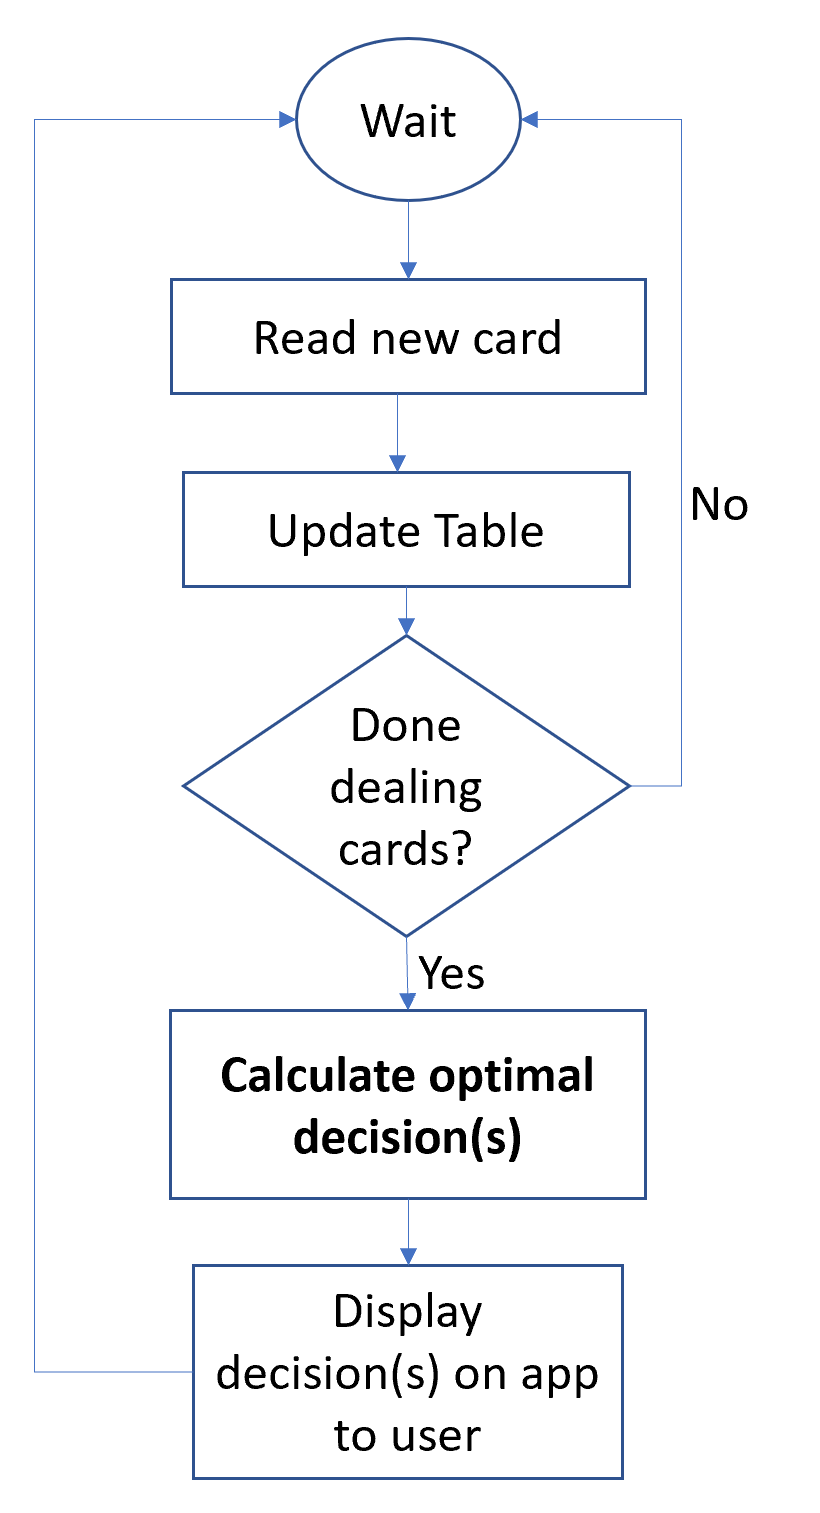 Wait
Read new card
Update Table
No
Done
dealing
cards?
Yes
Calculate optimal
decision(s)
Display
decision(s) on app
to user